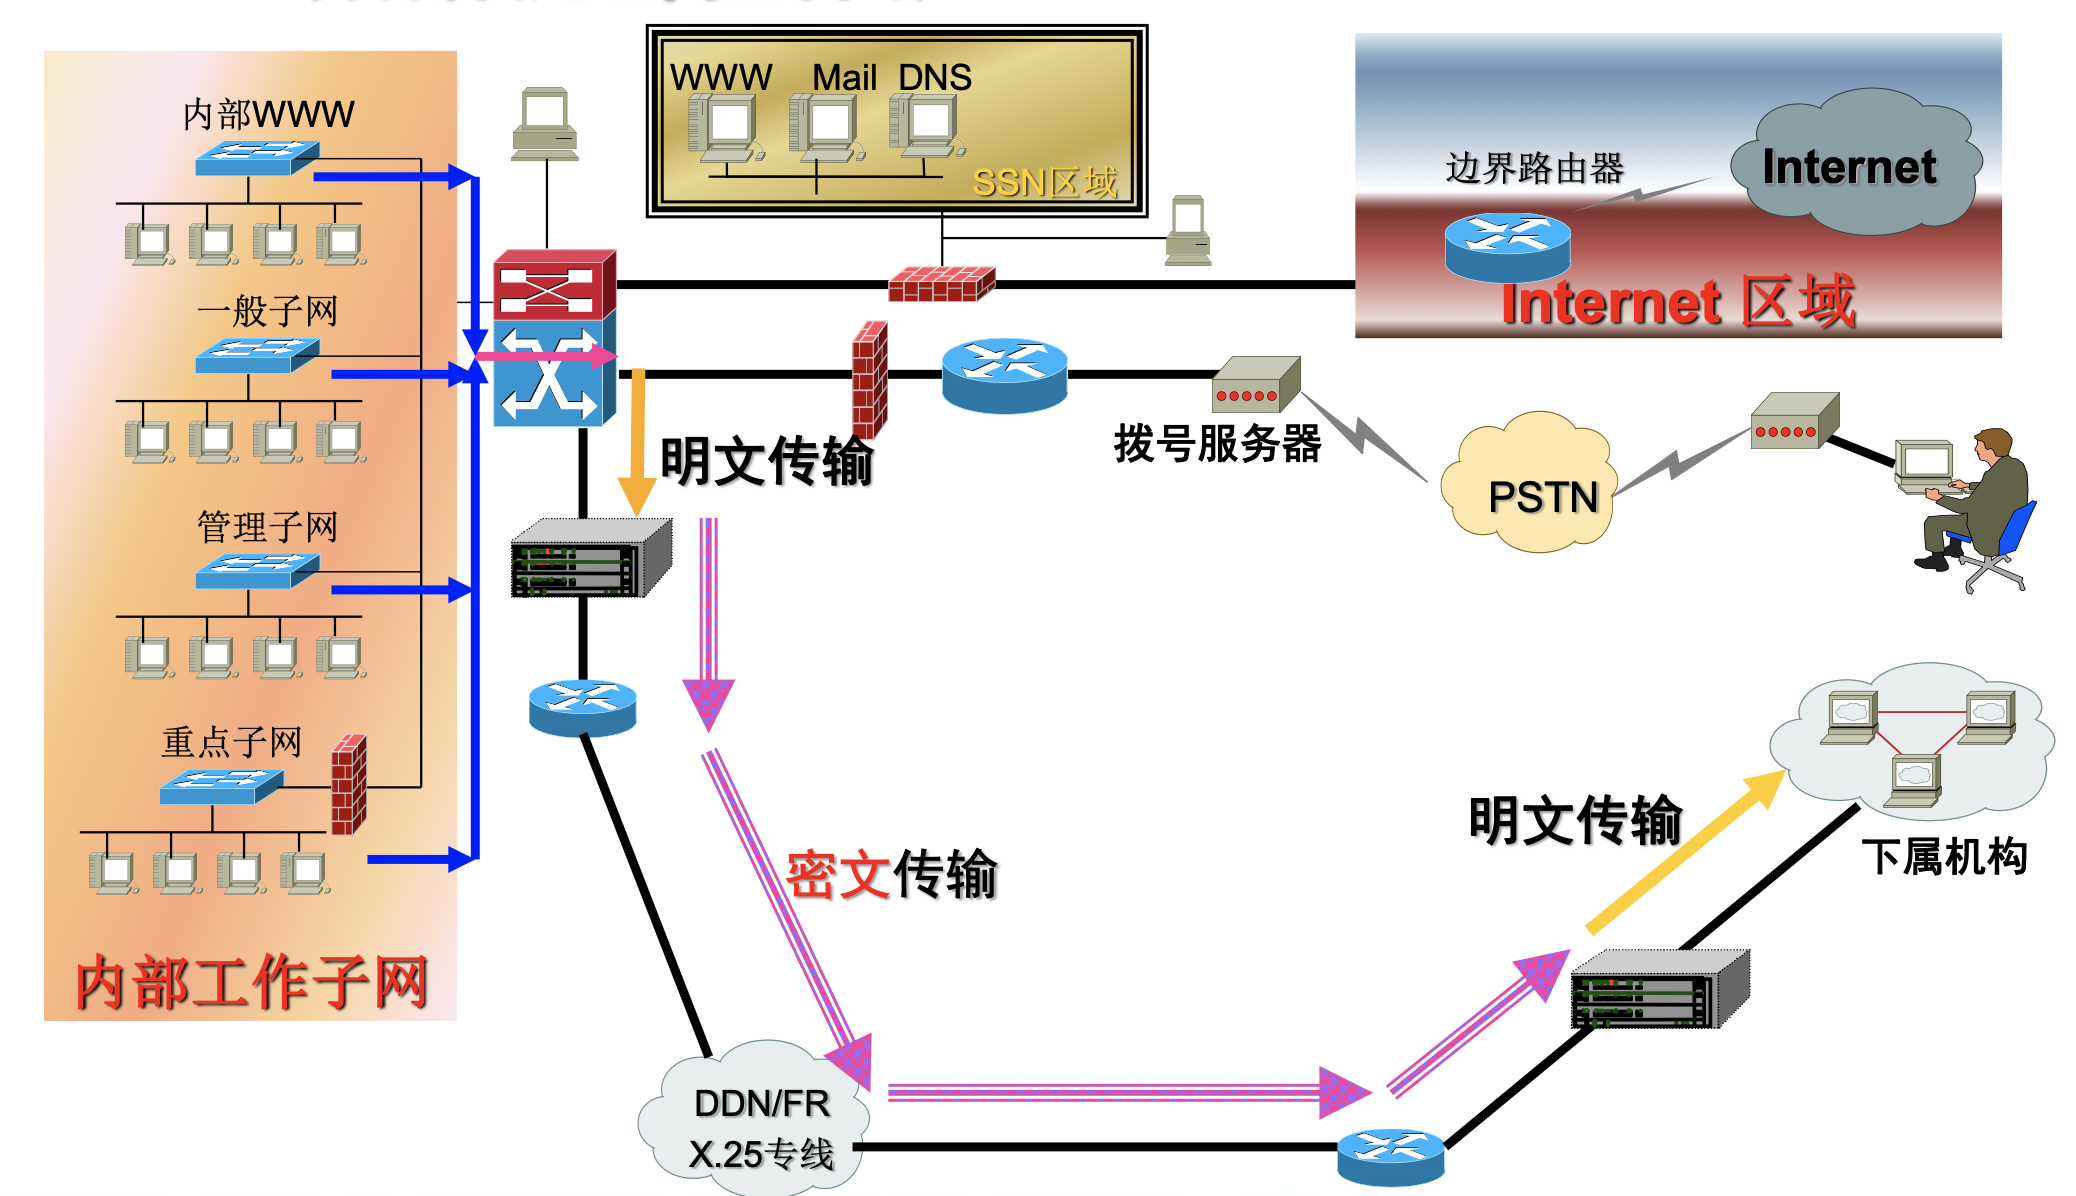 WWW Mail DNS
SSN区域
内部WWW
一般子网
管理子网
重点子网
内部工作子网
边界路由器
Internet
Internet 区域
明文传输
拨号服务器
PSTN
密文传输
明文传输
下属机构
DDN/FR
X.25专线